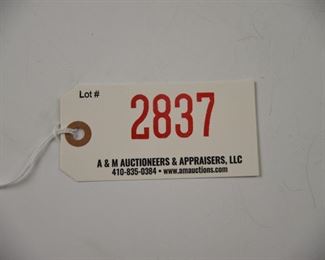 Lot #
2837
A & M AUCTIONEERS & APPRAISERS, LLC
410-835-0384 • www.amauctions.com